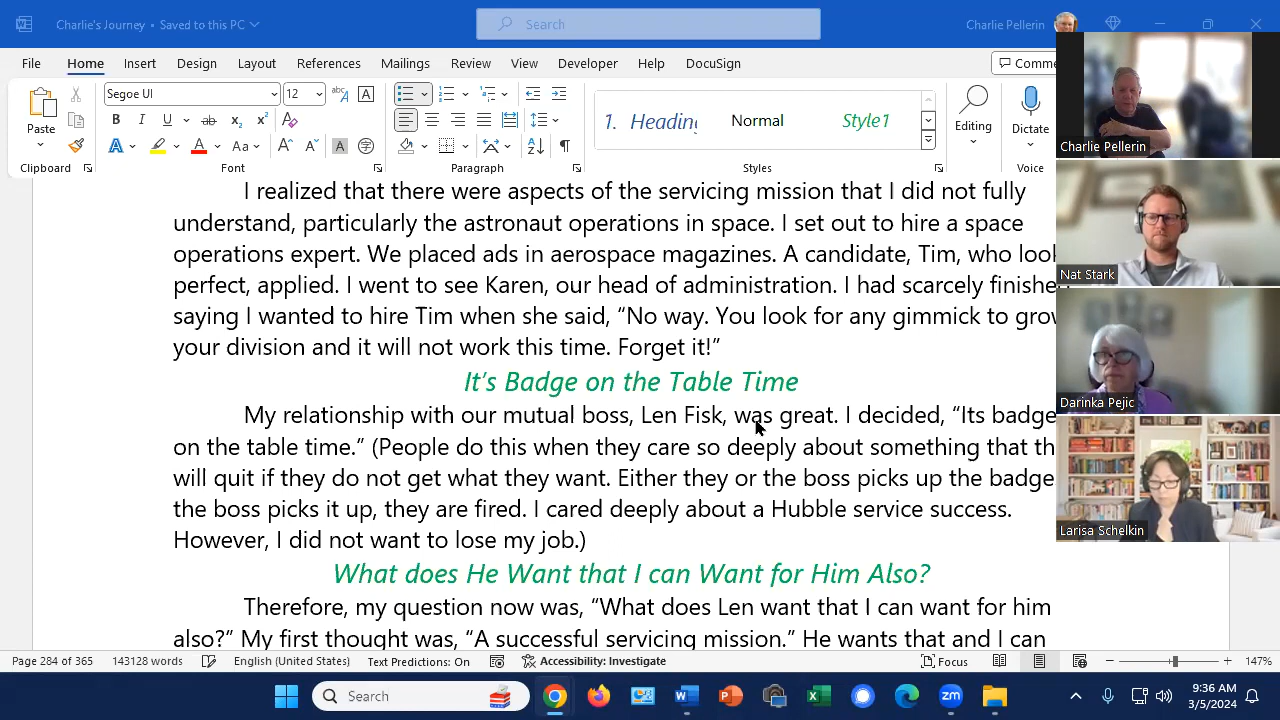 Charlie's Journey • Saved to this PC
Search
Charlie Pellerin
File Home Insert Design Layout References Mailings Review View Developer Help DocuSign Comme
Segoe UI 12
1. Heading Normal Style1
Paste Editing Dictate
Clipboard Font Paragraph Styles Voice
I realized that there were aspects of the servicing mission that I did not fully
understand, particularly the astronaut operations in space. I set out to hire a space
operations expert. We placed ads in aerospace magazines. A candidate, Tim, who look
perfect, applied. I went to see Karen, our head of administration. I had scarcely finishe
saying I wanted to hire Tim when she said, “No way. You look for any gimmick to grow
your division and it will not work this time. Forget it!”
It’s Badge on the Table Time
My relationship with our mutual boss, Len Fisk, was great. I decided, “Its badge
on the table time.” (People do this when they care so deeply about something that th
will quit if they do not get what they want. Either they or the boss picks up the badge
the boss picks it up, they are fired. I cared deeply about a Hubble service success.
However, I did not want to lose my job.)
What does He Want that I can Want for Him Also?
Therefore, my question now was, “What does Len want that I can want for him
also?” My first thought was, “A successful servicing mission.” He wants that and I can
Charlie Pellerin
Nat Stark
Darinka Pejic
Larisa Schelkin
Page 284 of 365 143128 words English (United States) Text Predictions: On Accessibility: Investigate Focus 147%
Search
9:36 AM
3/5/2024